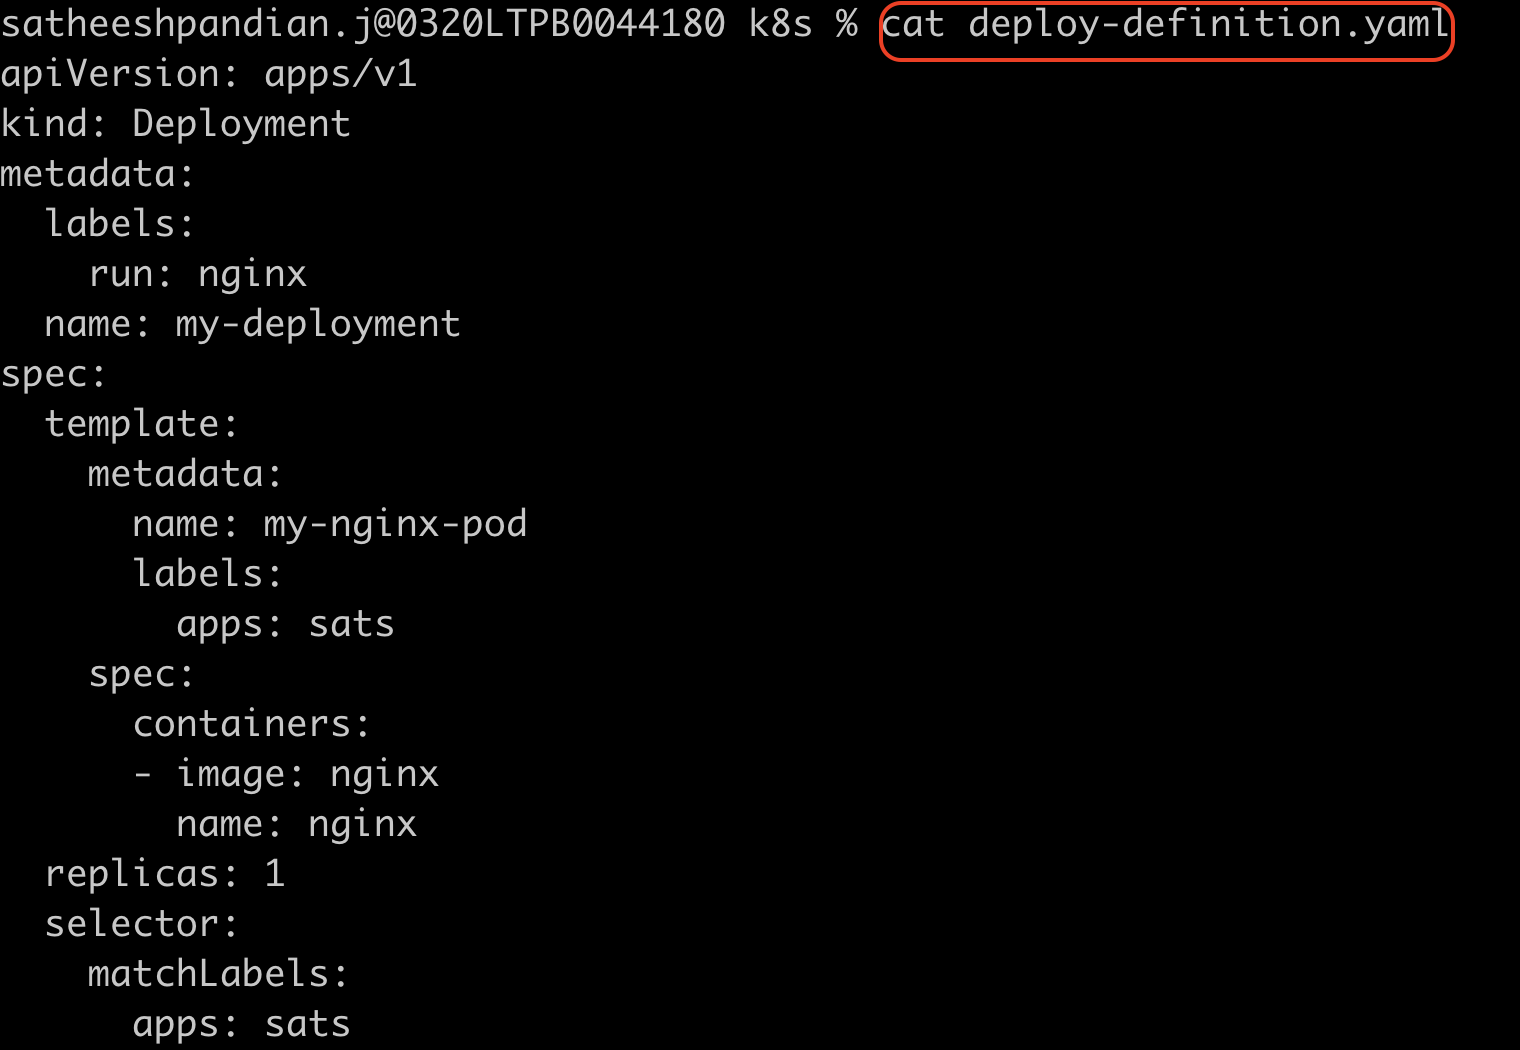 satheeshpandian.j@0320LTPB0044180 k8s % cat deploy-definition.yaml
apiVersion: apps/v1
kind: Deployment
metadata:
  labels:
    run: nginx
  name: my-deployment
spec:
  template:
    metadata:
      name: my-nginx-pod
      labels:
        apps: sats
    spec:
      containers:
      - image: nginx
        name: nginx
  replicas: 1
  selector:
    matchLabels:
      apps: sats